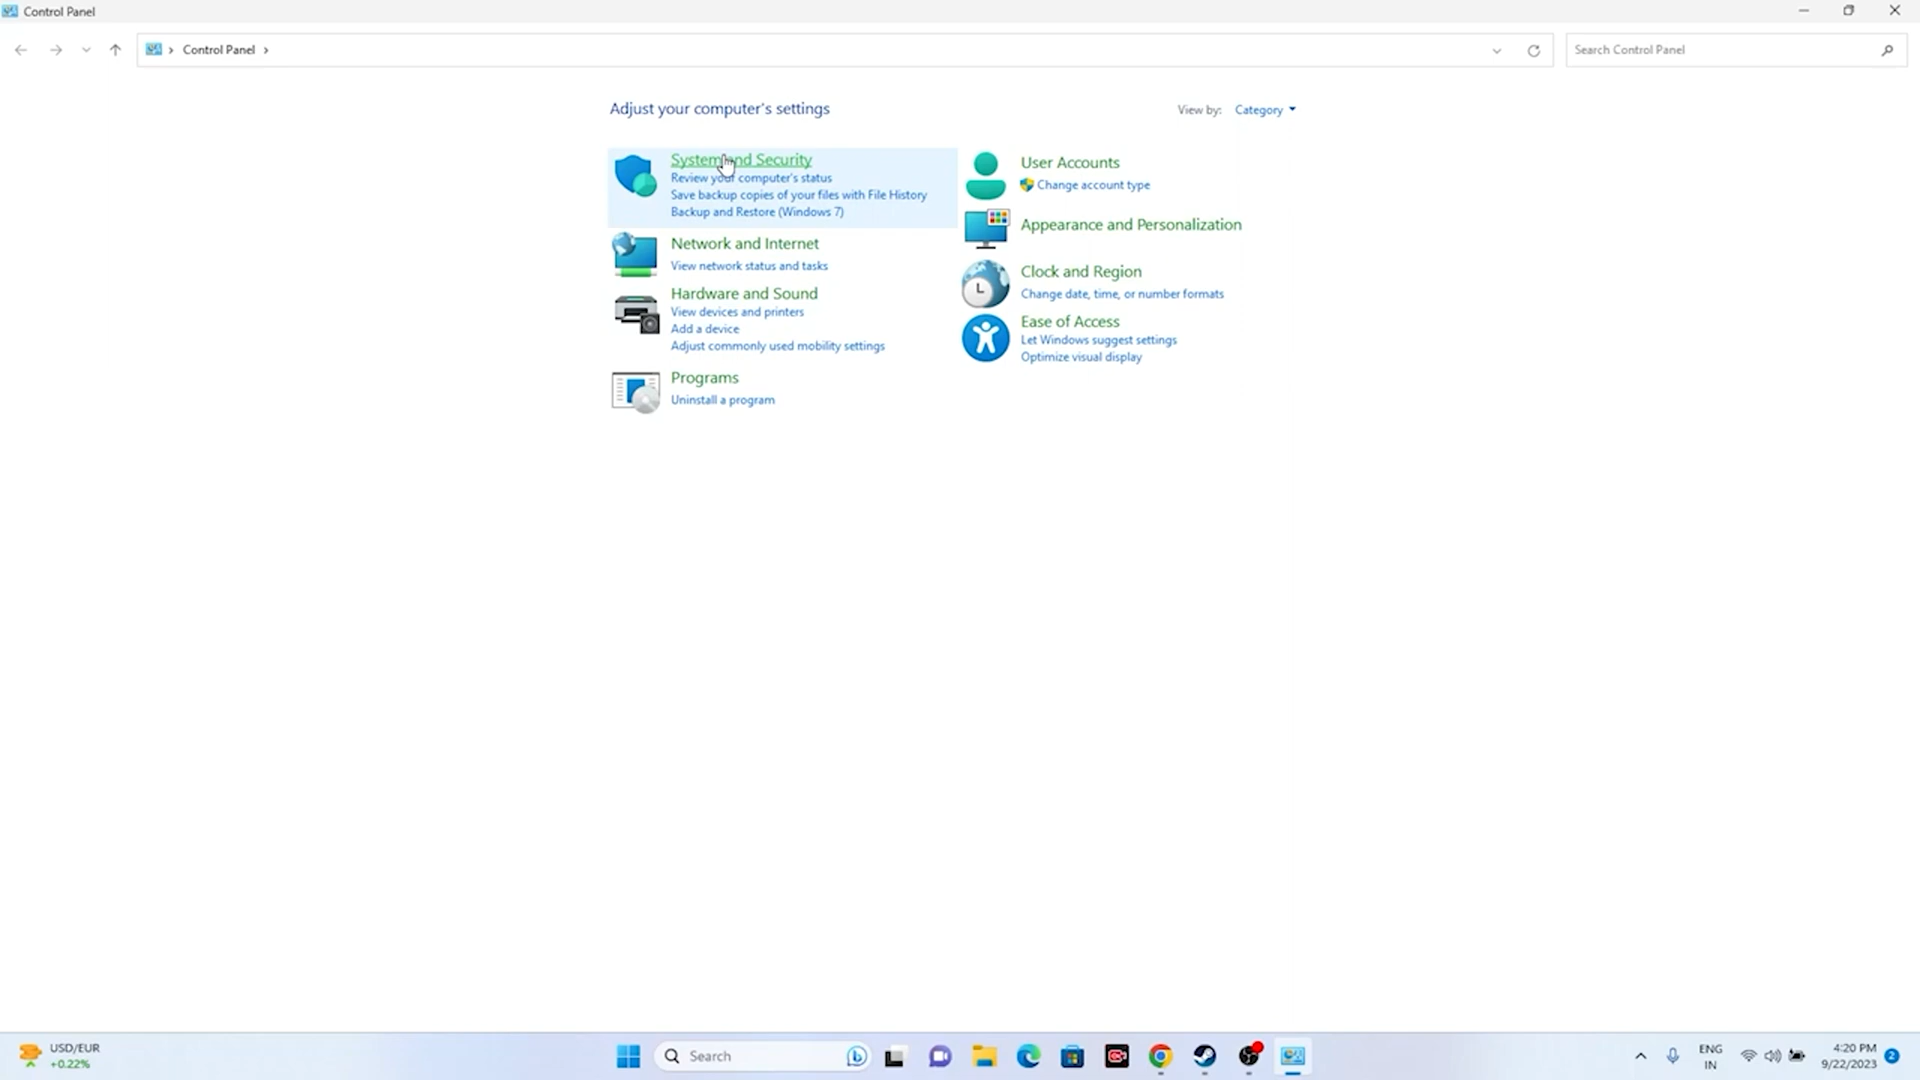 Control Panel
Control Panel
Search Control Panel
Adjust your computer's settings
View by: Category
System and Security
Review your computer's status
Save backup copies of your files with File History
Backup and Restore (Windows 7)
Network and Internet
View network status and tasks
Hardware and Sound
View devices and printers
Add a device
Adjust commonly used mobility settings
Programs
Uninstall a program
User Accounts
Change account type
Appearance and Personalization
Clock and Region
Change date, time, or number formats
Ease of Access
Let Windows suggest settings
Optimize visual display
USD/EUR
+0.22%
Search
ENG
IN
4:20 PM
9/22/2023
2